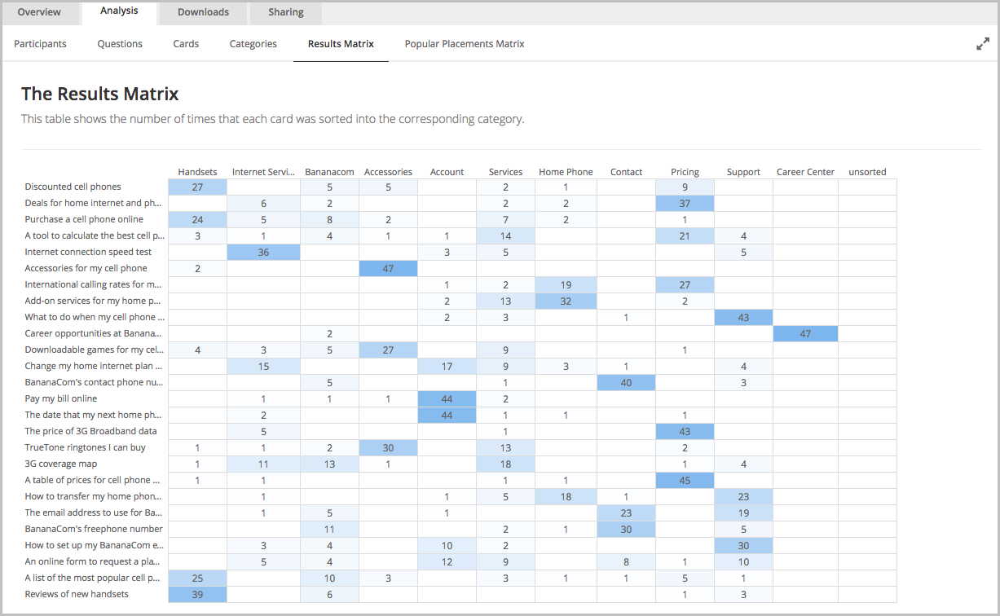 Overview Analysis Downloads Sharing
Participants Questions Cards Categories Results Matrix Popular Placements Matrix
The Results Matrix
This table shows the number of times that each card was sorted into the corresponding category.
Handsets Internet Servi... Bananacom Accessories Account Services Home Phone Contact Pricing Support Career Center unsorted
Discounted cell phones 27 5 5 2 1 9
Deals for home internet and ph... 6 2 2 2 37
Purchase a cell phone online 24 5 8 2 7 2 1
A tool to calculate the best cell p... 3 1 4 1 1 14 21 4
Internet connection speed test 36 3 5 5
Accessories for my cell phone 2 47
International calling rates for m... 1 2 19 27
Add-on services for my home p... 2 13 32 2
What to do when my cell phone ... 2 3 1 43
Career opportunities at Banana... 2 47
Downloadable games for my cel... 4 3 5 27 9 1
Change my home internet plan ... 15 17 9 3 1 4
BananaCom's contact phone nu... 5 1 40 3
Pay my bill online 1 1 1 44 2
The date that my next home ph... 2 44 1 1 1
The price of 3G Broadband data 5 1 43
TrueTone ringtones I can buy 1 1 2 30 13 2
3G coverage map 1 11 13 1 18 1 4
A table of prices for cell phone ... 1 1 1 1 45
How to transfer my home phon... 1 1 5 18 1 23
The email address to use for Ba... 1 5 1 23 19
BananaCom's freephone number 11 2 1 30 5
How to set up my BananaCom e... 3 4 10 2 30
An online form to request a pla... 5 4 12 9 8 1 10
A list of the most popular cell p... 25 10 3 3 1 1 5 1
Reviews of new handsets 39 6 1 3